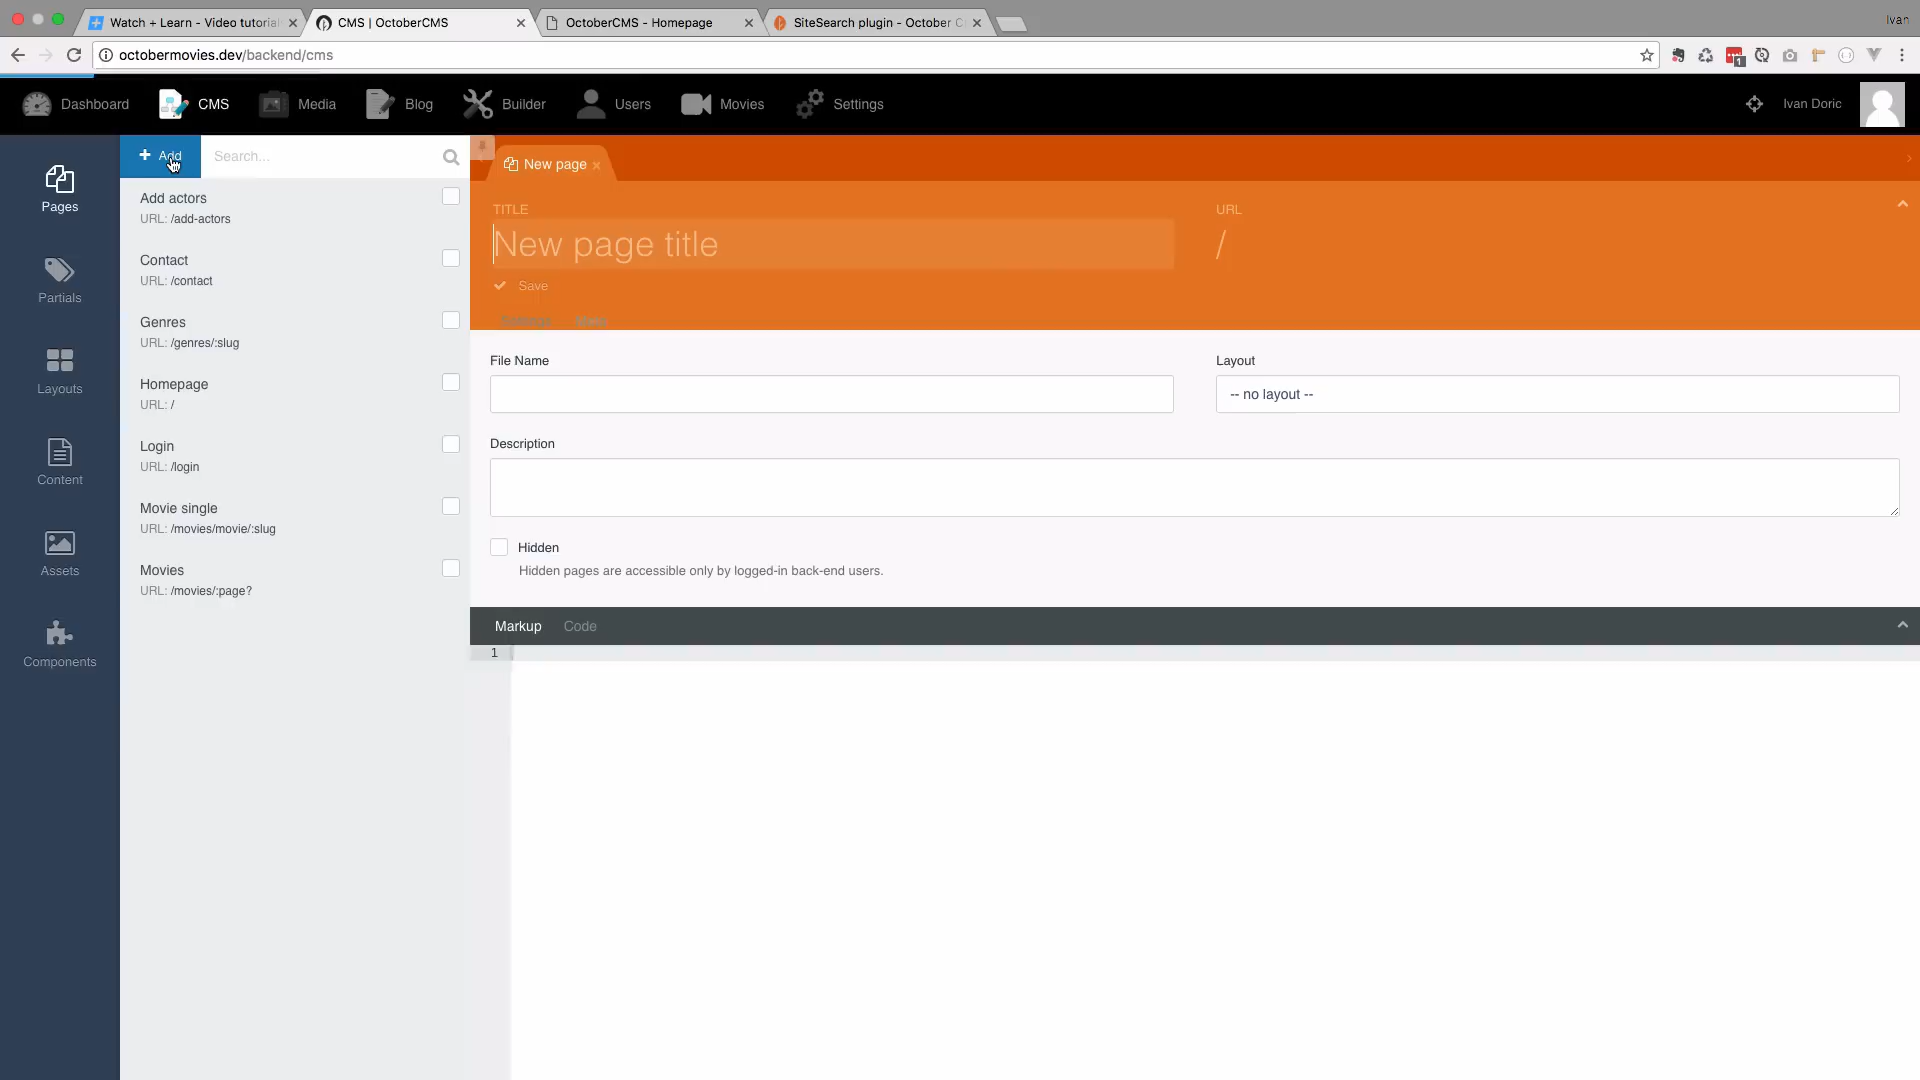 Watch + Learn - Video tutorial
CMS | OctoberCMS
OctoberCMS - Homepage
SiteSearch plugin - October C
Ivan
octobermovies.dev/backend/cms
1
Dashboard
CMS
Media
Blog
Builder
Users
Movies
Settings
Ivan Doric
Pages
Partials
Layouts
Content
Assets
Components
+ Add
Search...
Add actors
URL: /add-actors
Contact
URL: /contact
Genres
URL: /genres/:slug
Homepage
URL: /
Login
URL: /login
Movie single
URL: /movies/movie/:slug
Movies
URL: /movies/:page?
New page
TITLE
URL
New page title
/
Save
Settings Meta
File Name
Layout
-- no layout --
Description
Hidden
Hidden pages are accessible only by logged-in back-end users.
Markup Code
1